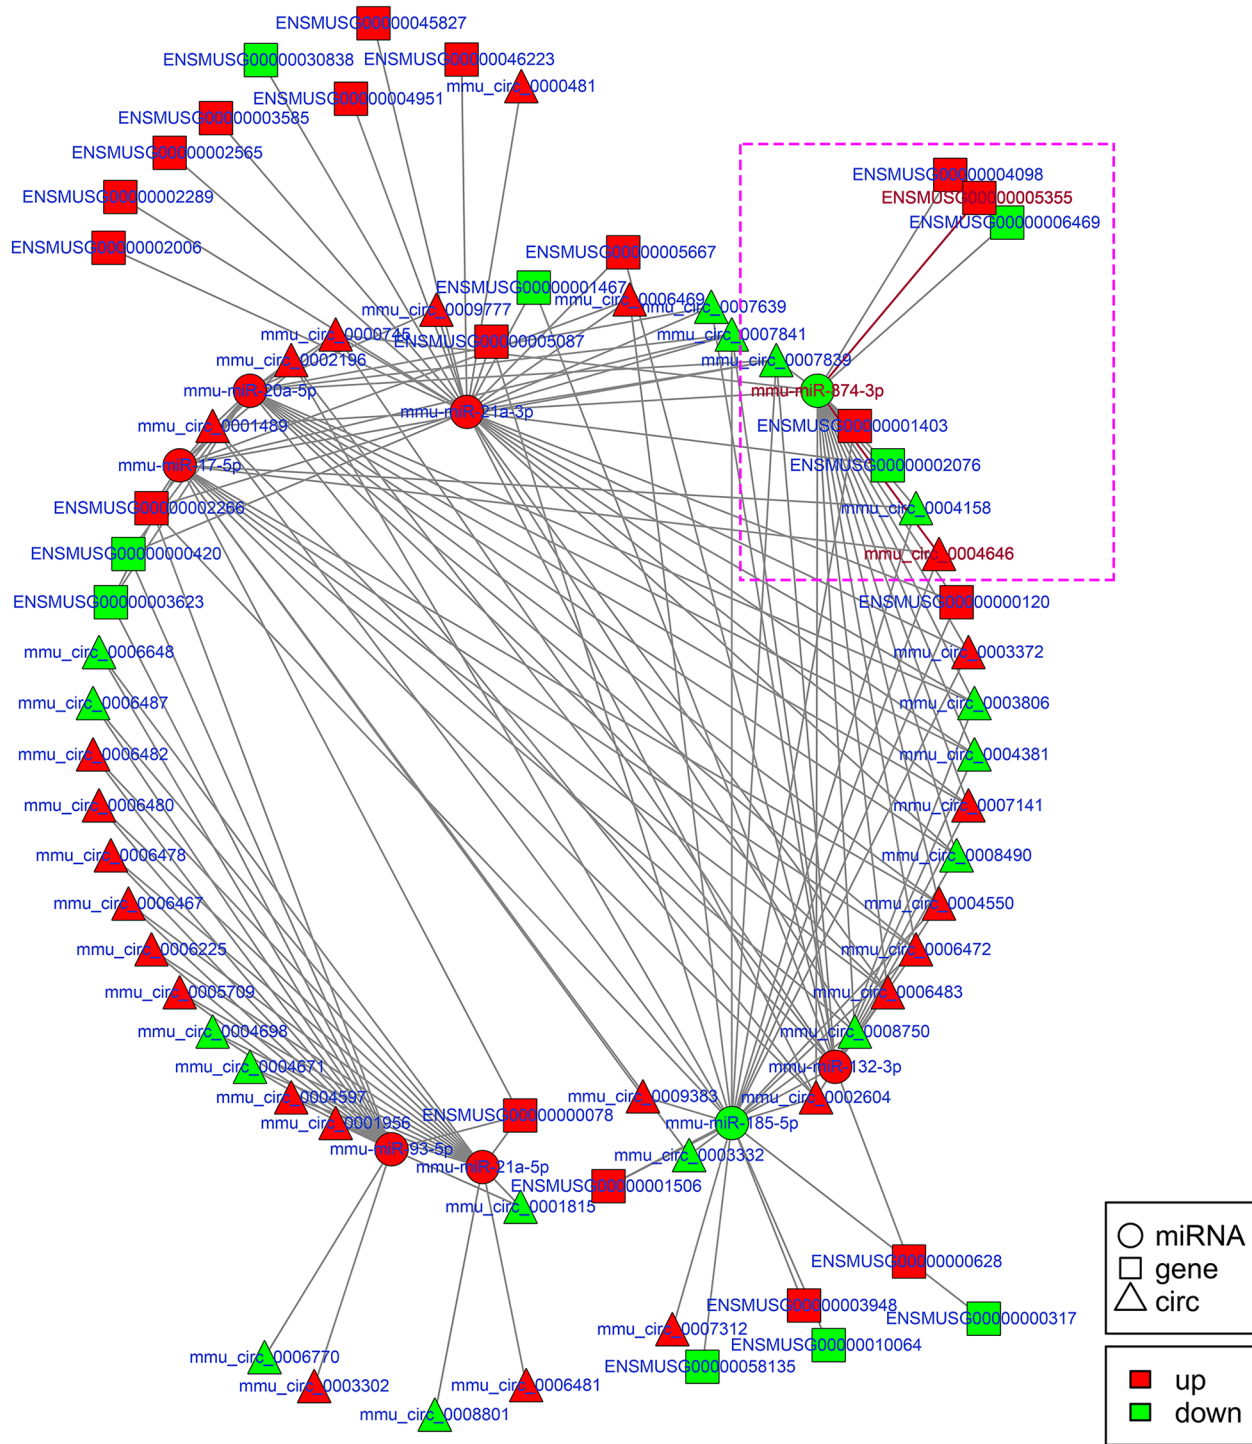 ENSMUSG00000045827
ENSMUSG00000030838
ENSMUSG00000046223
mmu_circ_0000481
ENSMUSG00000004951
ENSMUSG00000003585
ENSMUSG00000002565
ENSMUSG00000002289
ENSMUSG00000002006
ENSMUSG00000004098
ENSMUSG00000005355
ENSMUSG00000006469
ENSMUSG00000005667
ENSMUSG00000001467
mmu_circ_0006469
mmu_circ_0007639
mmu_circ_0009777
mmu_circ_0000745
ENSMUSG00000005087
mmu_circ_0007841
mmu_circ_0002196
mmu_circ_0007839
mmu-miR-20a-5p
mmu-miR-874-3p
mmu-miR-21a-3p
mmu_circ_0001489
ENSMUSG00000001403
mmu-miR-17-5p
ENSMUSG00000002076
ENSMUSG00000002266
mmu_circ_0004158
ENSMUSG00000000420
mmu_circ_0004646
ENSMUSG00000003623
ENSMUSG00000000120
mmu_circ_0006648
mmu_circ_0003372
mmu_circ_0006487
mmu_circ_0003806
mmu_circ_0006482
mmu_circ_0004381
mmu_circ_0006480
mmu_circ_0007141
mmu_circ_0006478
mmu_circ_0008490
mmu_circ_0006467
mmu_circ_0004550
mmu_circ_0006225
mmu_circ_0006472
mmu_circ_0005709
mmu_circ_0006483
mmu_circ_0004698
mmu_circ_0008750
mmu_circ_0004671
mmu-miR-132-3p
mmu_circ_0004597
mmu_circ_0009383
mmu_circ_0002604
ENSMUSG00000000078
mmu_circ_0001956
mmu-miR-185-5p
mmu-miR-93-5p
mmu_circ_0003332
mmu-miR-21a-5p
ENSMUSG00000001506
mmu_circ_0001815
ENSMUSG00000000628
ENSMUSG00000003948
ENSMUSG00000000317
mmu_circ_0007312
ENSMUSG00000010064
mmu_circ_0006770
ENSMUSG00000058135
mmu_circ_0003302
mmu_circ_0006481
mmu_circ_0008801
miRNA
gene
circ
up
down